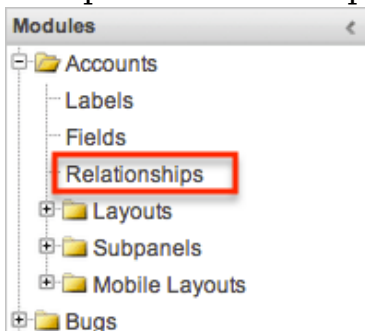 Modules
Accounts
Labels
Fields
Relationships
Layouts
Subpanels
Mobile Layouts
Bugs